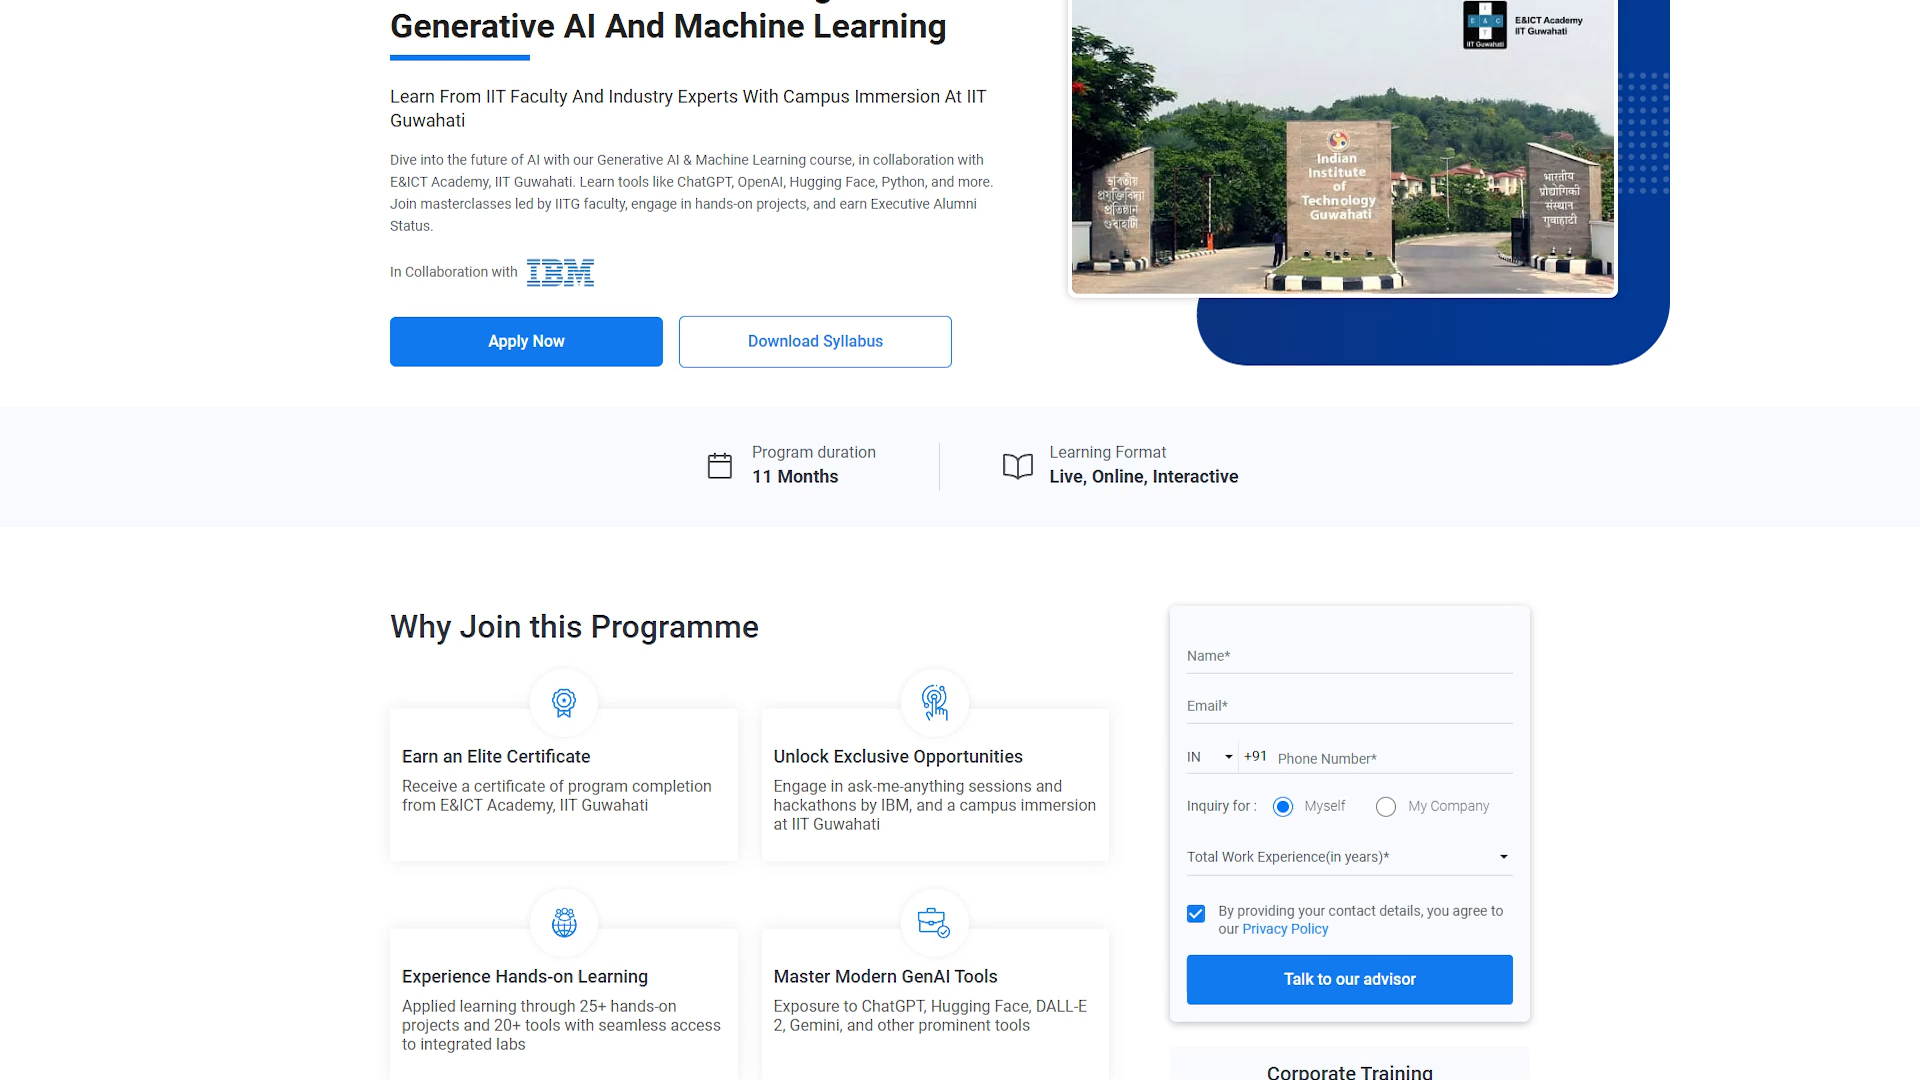 Generative AI And Machine Learning
Learn From IIT Faculty And Industry Experts With Campus Immersion At IIT
Guwahati
Dive into the future of AI with our Generative AI & Machine Learning course, in collaboration with
E&ICT Academy, IIT Guwahati. Learn tools like ChatGPT, OpenAI, Hugging Face, Python, and more.
Join masterclasses led by IITG faculty, engage in hands-on projects, and earn Executive Alumni
Status.
In Collaboration with IBM
Apply Now
Download Syllabus
E&ICT Academy
IIT Guwahati
IIT Guwahati
Indian
Institute
of
Technology
Guwahati
ভাৰতীয়
প্ৰযুক্তিবিদ্যা
প্ৰতিষ্ঠান
গুৱাহাটী
भारतीय
प्रौद्योगिकी
संस्थान
गुवाहाटी
Program duration
11 Months
Learning Format
Live, Online, Interactive
Why Join this Programme
Earn an Elite Certificate
Receive a certificate of program completion
from E&ICT Academy, IIT Guwahati
Unlock Exclusive Opportunities
Engage in ask-me-anything sessions and
hackathons by IBM, and a campus immersion
at IIT Guwahati
Experience Hands-on Learning
Applied learning through 25+ hands-on
projects and 20+ tools with seamless access
to integrated labs
Master Modern GenAI Tools
Exposure to ChatGPT, Hugging Face, DALL-E
2, Gemini, and other prominent tools
Name*
Email*
IN +91 Phone Number*
Inquiry for : Myself My Company
Total Work Experience(in years)*
By providing your contact details, you agree to
our Privacy Policy
Talk to our advisor
Corporate Training